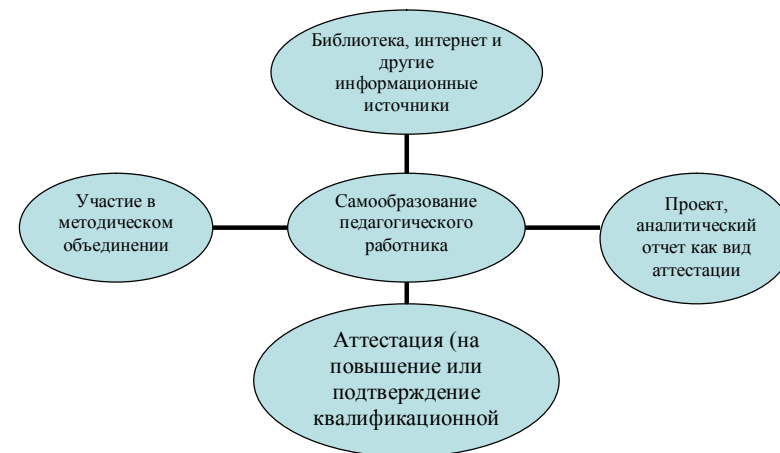 Библиотека, интернет и
другие
информационные
источники
Участие в
методическом
объединении
Самообразование
педагогического
работника
Проект,
аналитический
отчет как вид
аттестации
Аттестация (на
повышение или
подтверждение
квалификационной